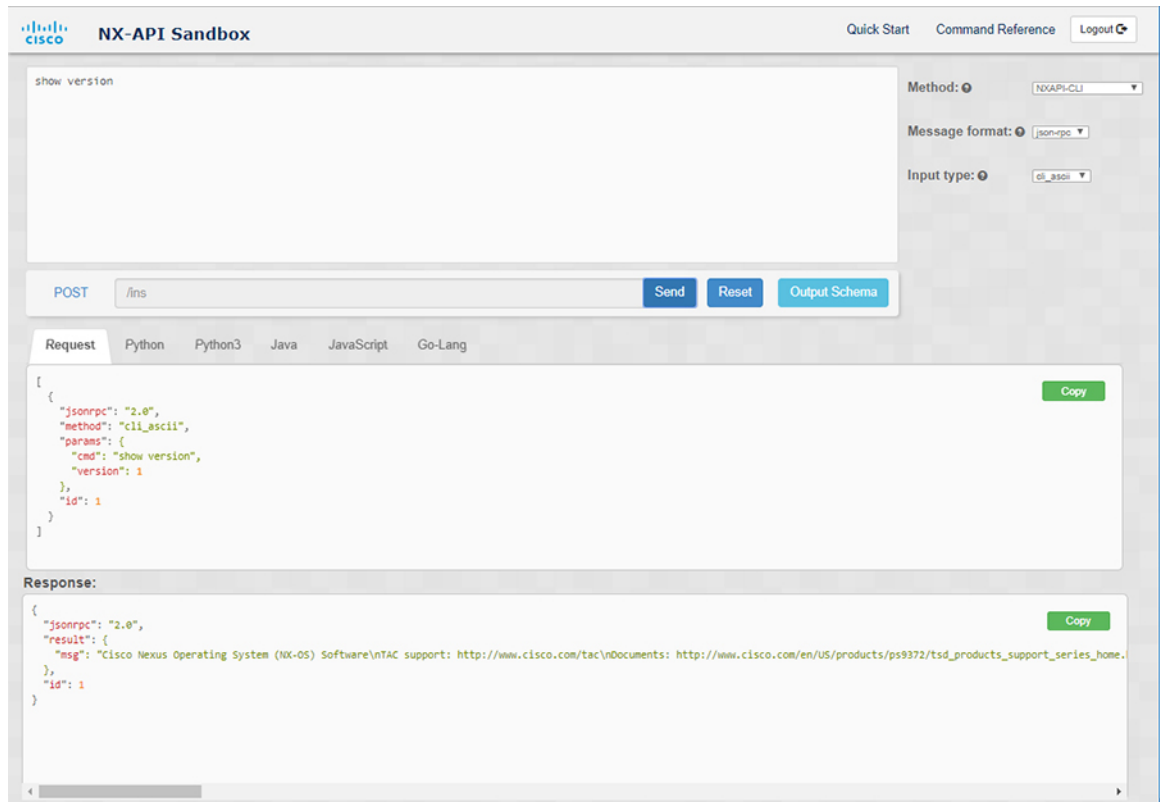 CISCO NX-API Sandbox Quick Start Command Reference Logout
show version
Method:
NXAPI-CLI
Message format:
json-rpc
Input type:
cli_ascii
POST /ins Send Reset Output Schema
Request Python Python3 Java JavaScript Go-Lang
Copy
[
{
"jsonrpc": "2.0",
"method": "cli_ascii",
"params": {
"cmd": "show version",
"version": 1
},
"id": 1
}
]
Response:
Copy
{
"jsonrpc": "2.0",
"result": {
"msg": "Cisco Nexus Operating System (NX-OS) Software\nTAC support: http://www.cisco.com/tac\nDocuments: http://www.cisco.com/en/US/products/ps9372/tsd_products_support_series_home.
},
"id": 1
}